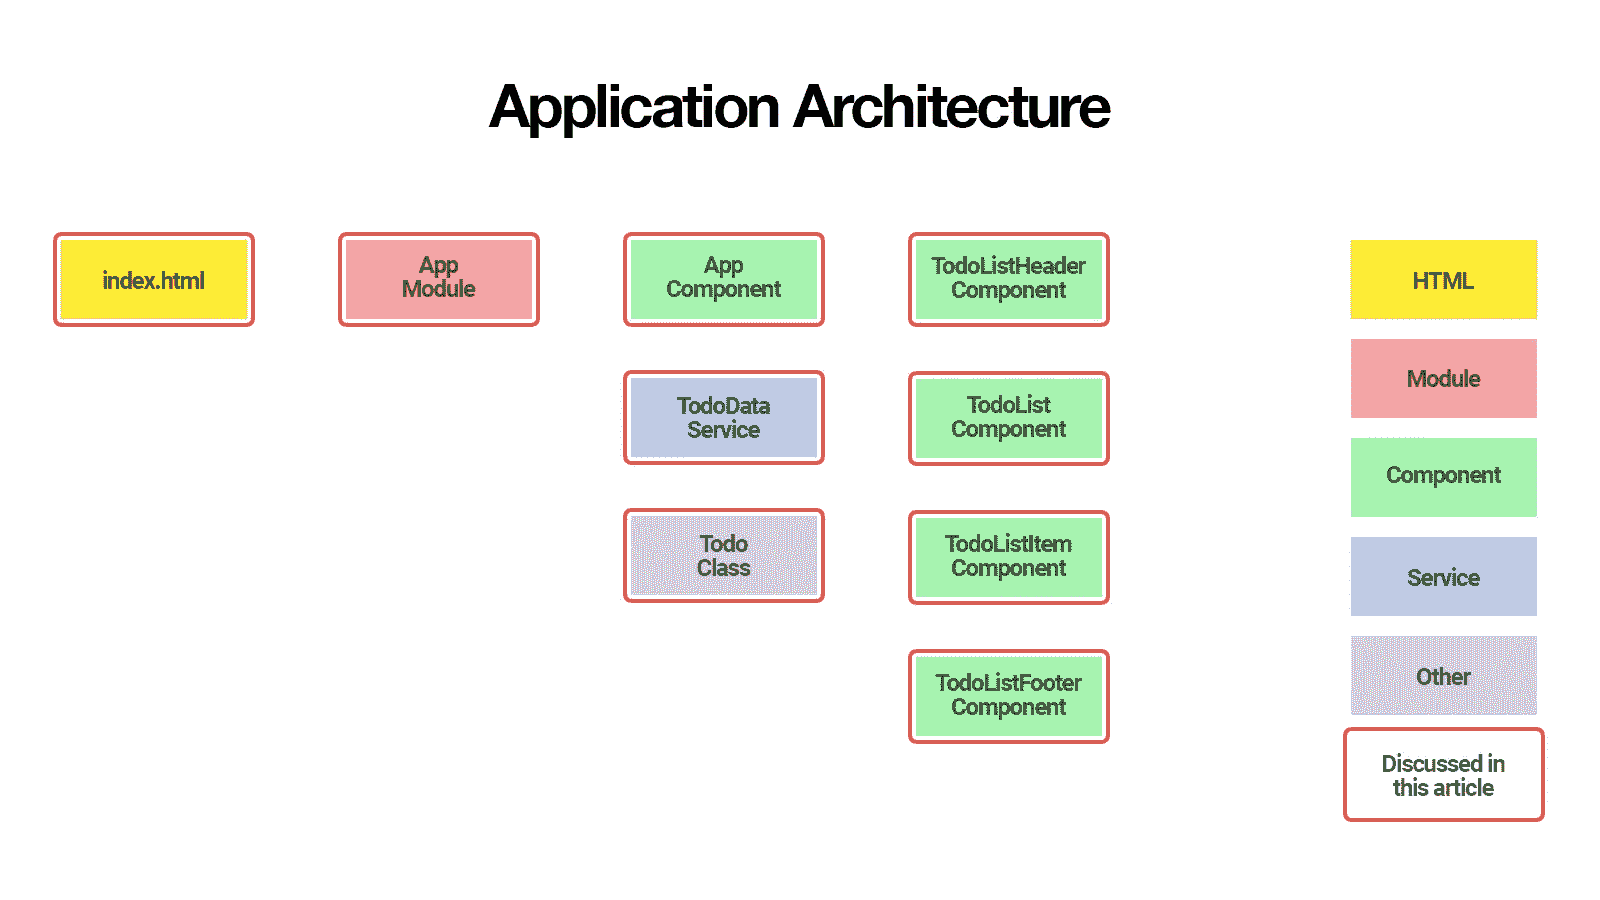 Application Architecture
index.html
App
Module
App
Component
TodoListHeader
Component
TodoData
Service
TodoList
Component
Todo
Class
TodoListItem
Component
TodoListFooter
Component
HTML
Module
Component
Service
Other
Discussed in
this article